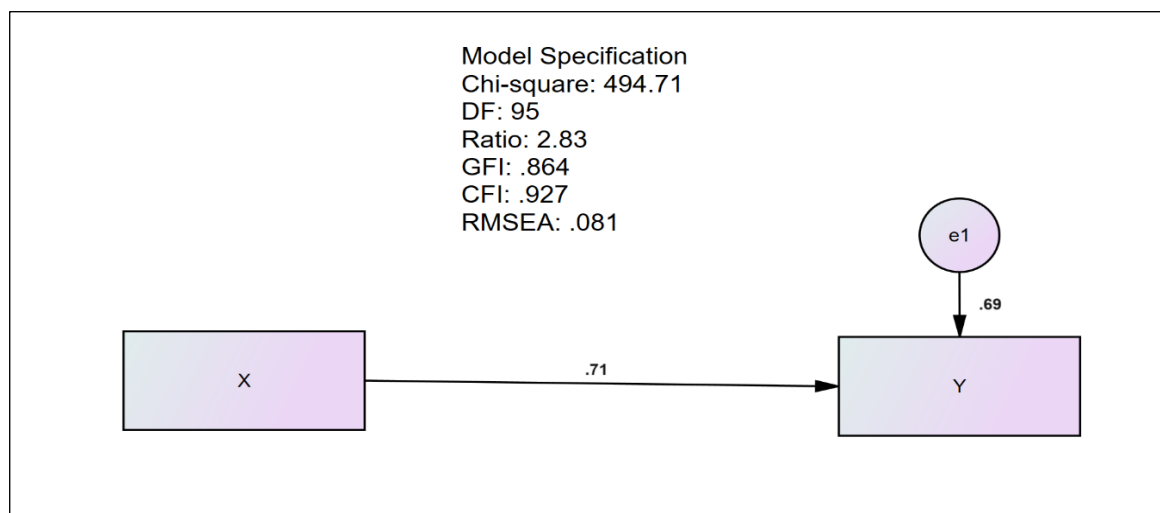 Model Specification
Chi-square: 494.71
DF: 95
Ratio: 2.83
GFI: .864
CFI: .927
RMSEA: .081
e1
.69
.71
X
Y